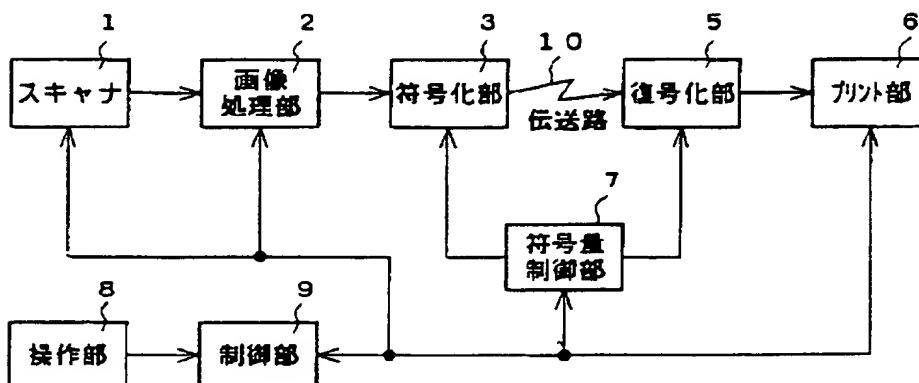 1
スキャナ
2
画像
処理部
3
符号化部
10
伝送路
5
復号化部
6
プリント部
7
符号量
制御部
8
操作部
9
制御部